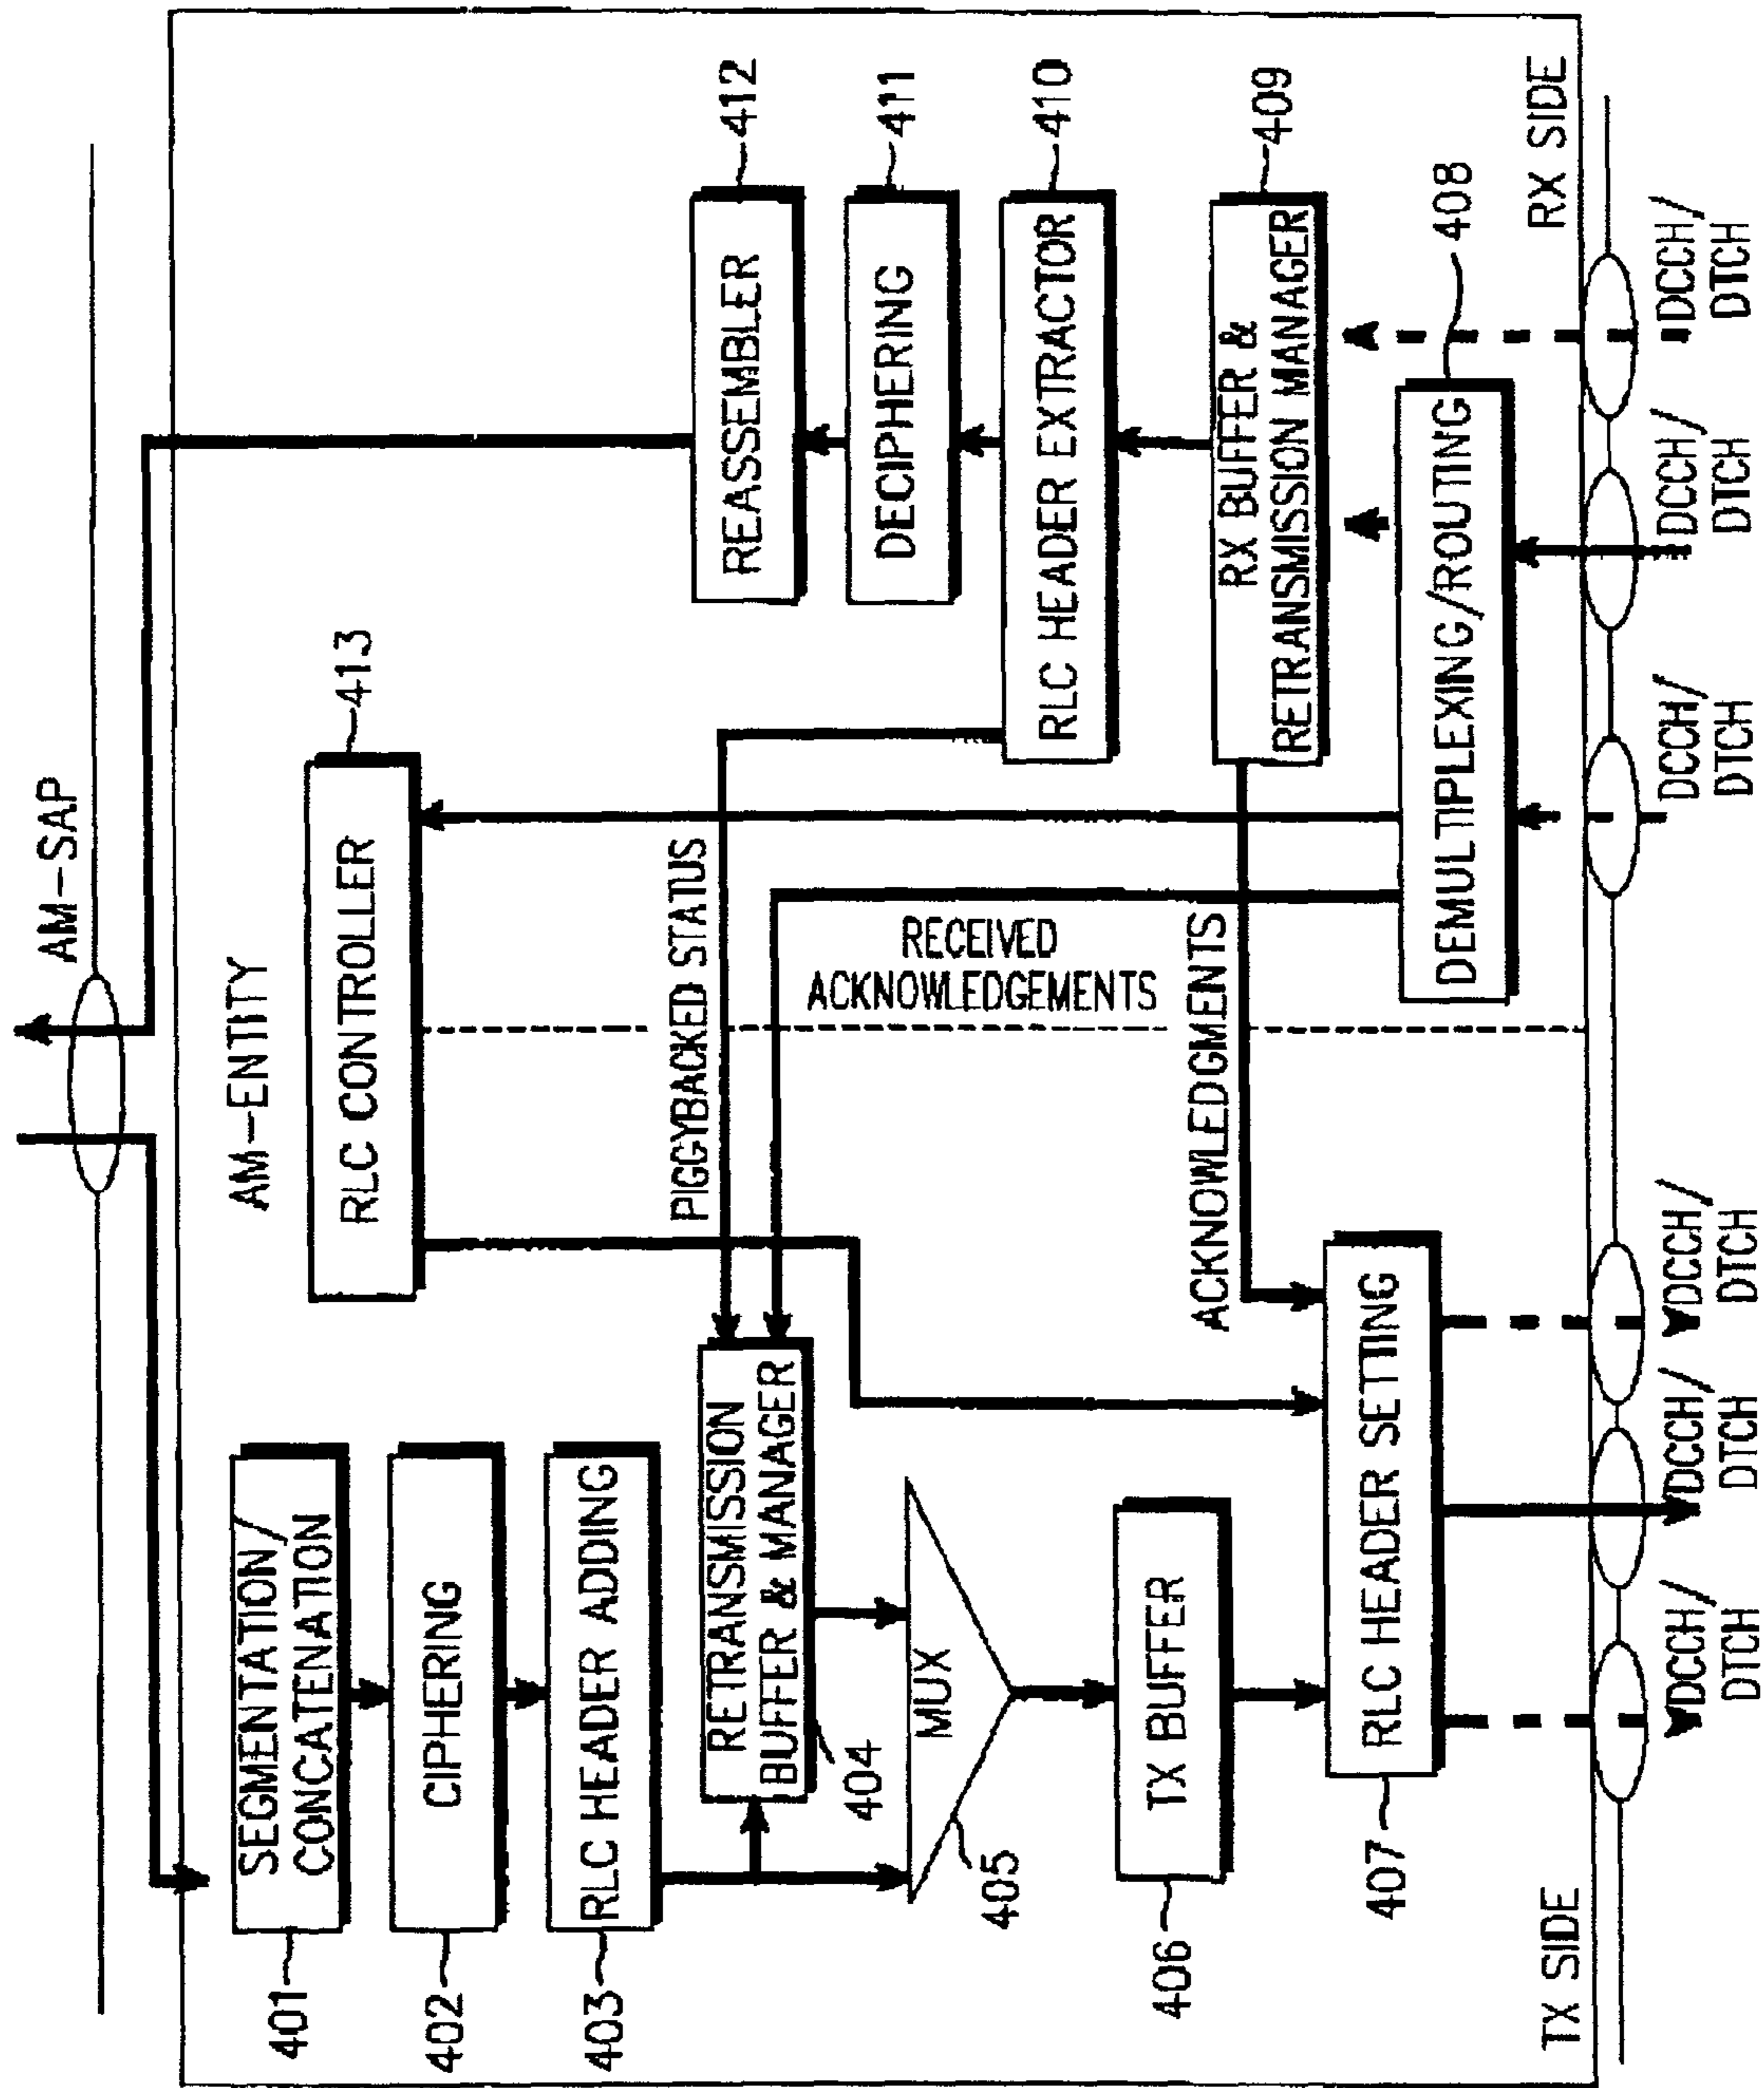 AM-SAP
AM-ENTITY
RLC CONTROLLER
413
SEGMENTATION/
CONCATENATION
401
CIPHERING
402
RLC HEADER ADDING
403
RETRANSMISSION
BUFFER & MANAGER
404
MUX
405
TX BUFFER
406
RLC HEADER SETTING
407
TX SIDE
PIGGYBACKED STATUS
RECEIVED
ACKNOWLEDGEMENTS
ACKNOWLEDGMENTS
REASSEMBLER
412
DECIPHERING
411
RLC HEADER EXTRACTOR
410
RX BUFFER &
RETRANSMISSION MANAGER
409
DEMULTIPLEXING/ROUTING
408
RX SIDE
DCCH/
DTCH
DCCH/
DTCH
DCCH/
DTCH
DCCH/
DTCH
DCCH/
DTCH
DCCH/
DTCH